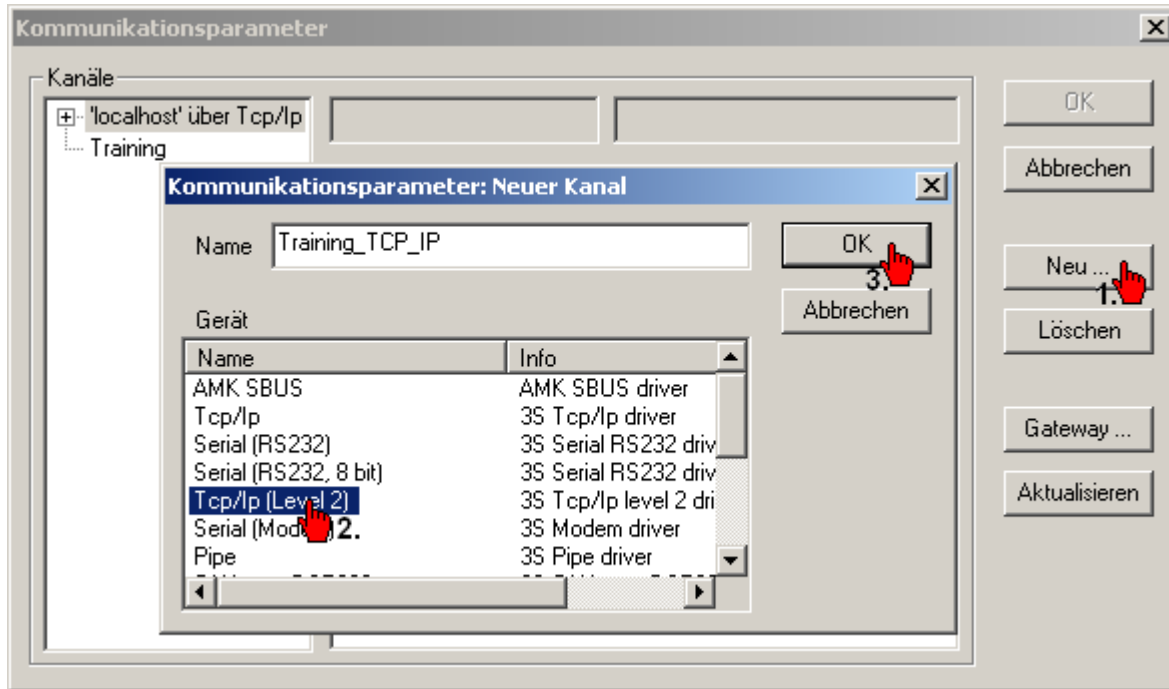 Kommunikationsparameter
Kanäle
'localhost' über Tcp/Ip
Training
OK
Abbrechen
Neu ...
1.
Löschen
Gateway ...
Aktualisieren
Kommunikationsparameter: Neuer Kanal
Name Training_TCP_IP
OK
3.
Abbrechen
Gerät
Name Info
AMK SBUS AMK SBUS driver
Tcp/Ip 3S Tcp/Ip driver
Serial (RS232) 3S Serial RS232 driv
Serial (RS232, 8 bit) 3S Serial RS232 driv
Tcp/Ip (Level 2) 3S Tcp/Ip level 2 dri
Serial (Modem) 2. 3S Modem driver
Pipe 3S Pipe driver